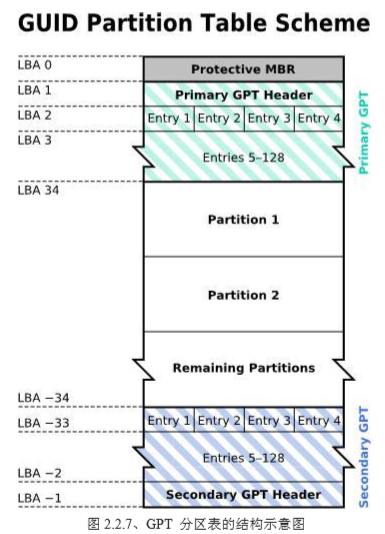 GUID Partition Table Scheme
LBA 0
Protective MBR
LBA 1
Primary GPT Header
LBA 2
Entry 1 Entry 2 Entry 3 Entry 4
LBA 3
Entries 5–128
Primary GPT
LBA 34
Partition 1
Partition 2
Remaining Partitions
LBA −34
LBA −33
Entry 1 Entry 2 Entry 3 Entry 4
Entries 5–128
LBA −2
LBA −1
Secondary GPT Header
Secondary GPT
图 2.2.7、GPT 分区表的结构示意图